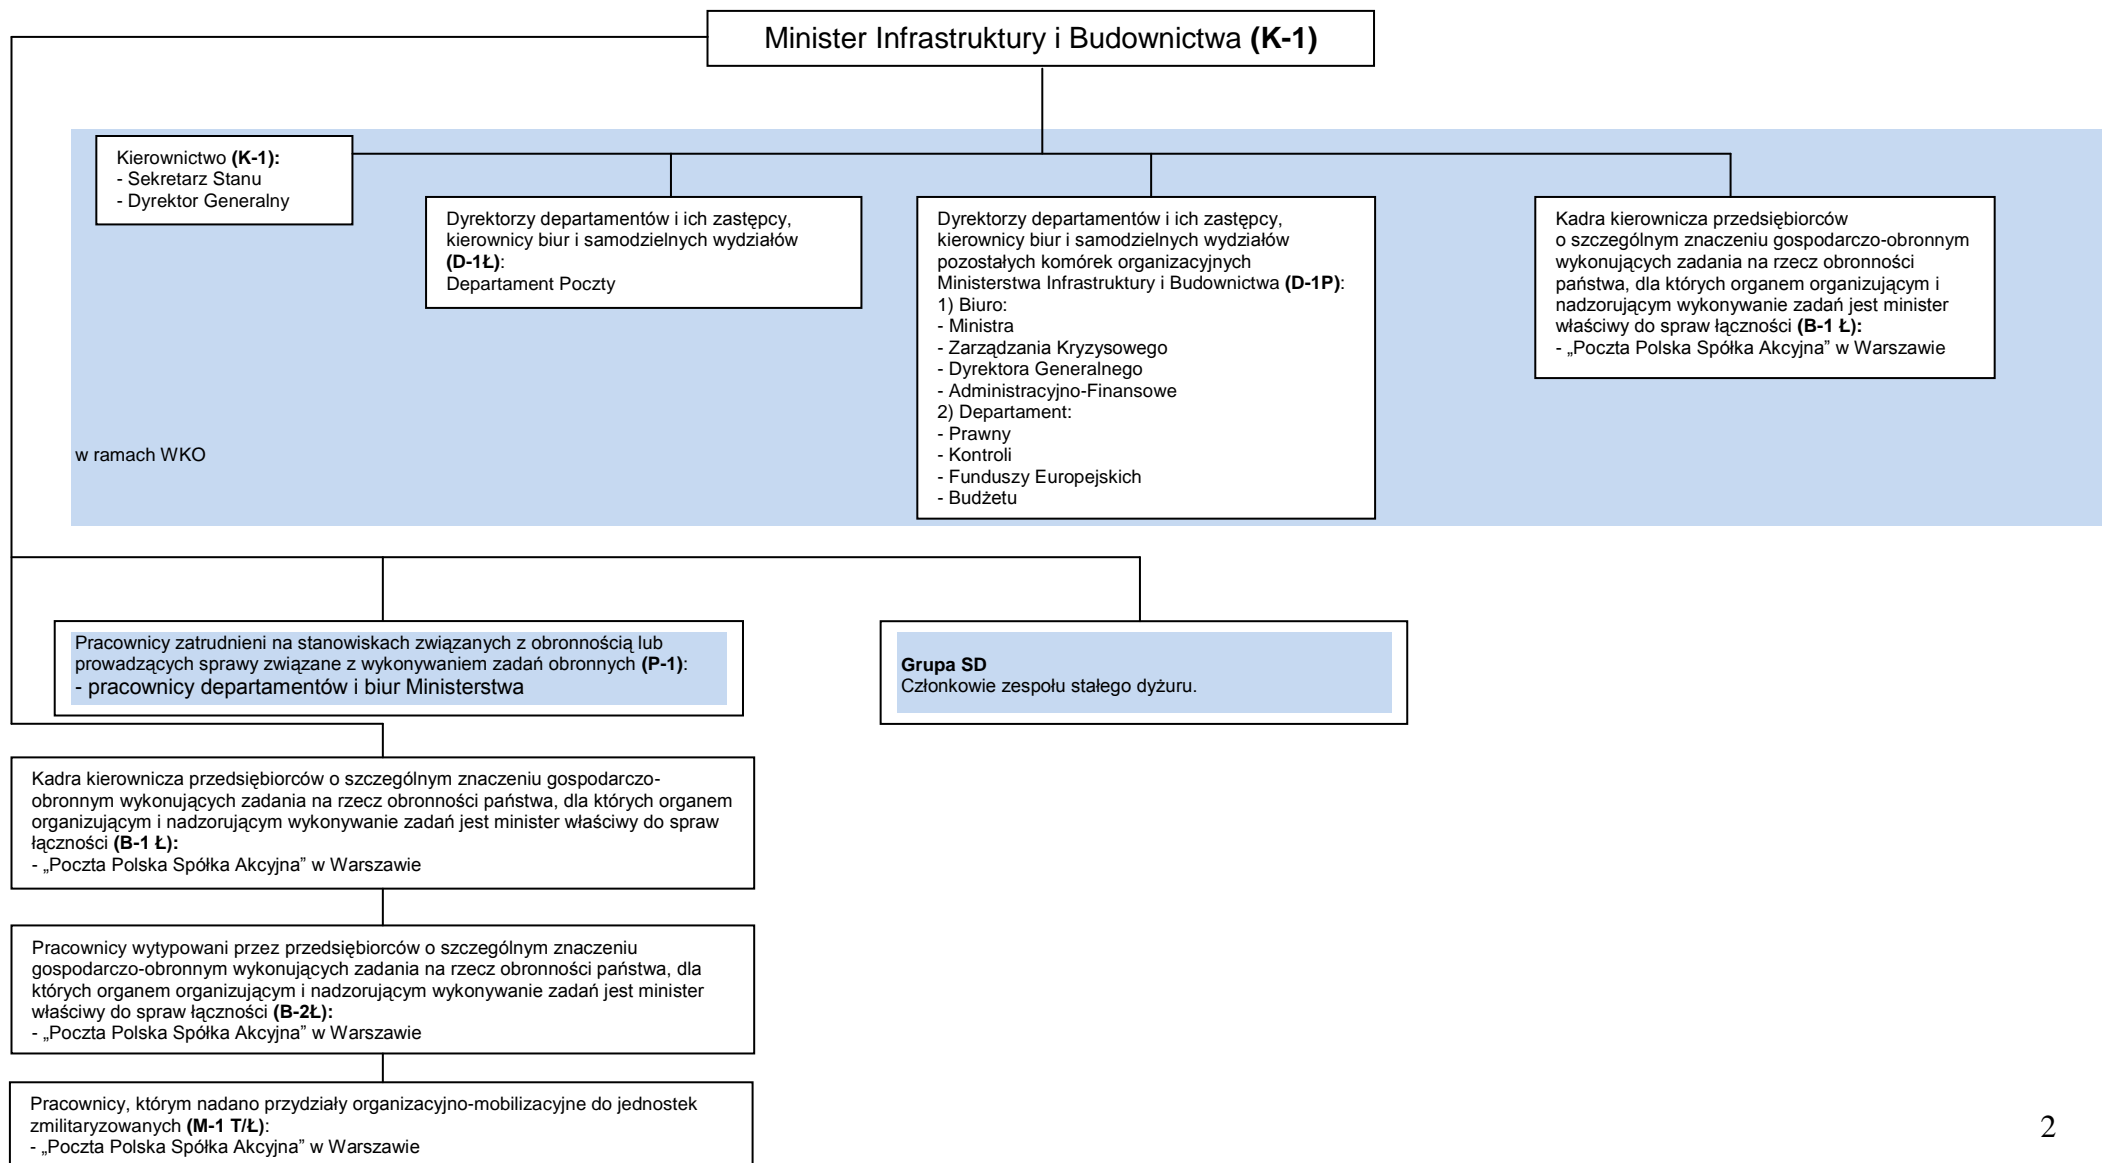 Minister Infrastruktury i Budownictwa (K-1)
Kierownictwo (K-1):
- Sekretarz Stanu
- Dyrektor Generalny
Dyrektorzy departamentów i ich zastępcy,
kierownicy biur i samodzielnych wydziałów
(D-1Ł):
Departament Poczty
Dyrektorzy departamentów i ich zastępcy,
kierownicy biur i samodzielnych wydziałów
pozostałych komórek organizacyjnych
Ministerstwa Infrastruktury i Budownictwa (D-1P):
1) Biuro:
- Ministra
- Zarządzania Kryzysowego
- Dyrektora Generalnego
- Administracyjno-Finansowe
2) Departament:
- Prawny
- Kontroli
- Funduszy Europejskich
- Budżetu
Kadra kierownicza przedsiębiorców
o szczególnym znaczeniu gospodarczo-obronnym
wykonujących zadania na rzecz obronności
państwa, dla których organem organizującym i
nadzorującym wykonywanie zadań jest minister
właściwy do spraw łączności (B-1 Ł):
- „Poczta Polska Spółka Akcyjna” w Warszawie
w ramach WKO
Pracownicy zatrudnieni na stanowiskach związanych z obronnością lub
prowadzących sprawy związane z wykonywaniem zadań obronnych (P-1):
- pracownicy departamentów i biur Ministerstwa
Grupa SD
Członkowie zespołu stałego dyżuru.
Kadra kierownicza przedsiębiorców o szczególnym znaczeniu gospodarczo-
obronnym wykonujących zadania na rzecz obronności państwa, dla których organem
organizującym i nadzorującym wykonywanie zadań jest minister właściwy do spraw
łączności (B-1 Ł):
- „Poczta Polska Spółka Akcyjna” w Warszawie
Pracownicy wytypowani przez przedsiębiorców o szczególnym znaczeniu
gospodarczo-obronnym wykonujących zadania na rzecz obronności państwa, dla
których organem organizującym i nadzorującym wykonywanie zadań jest minister
właściwy do spraw łączności (B-2Ł):
- „Poczta Polska Spółka Akcyjna” w Warszawie
Pracownicy, którym nadano przydziały organizacyjno-mobilizacyjne do jednostek
zmilitaryzowanych (M-1 T/Ł):
- „Poczta Polska Spółka Akcyjna” w Warszawie
2